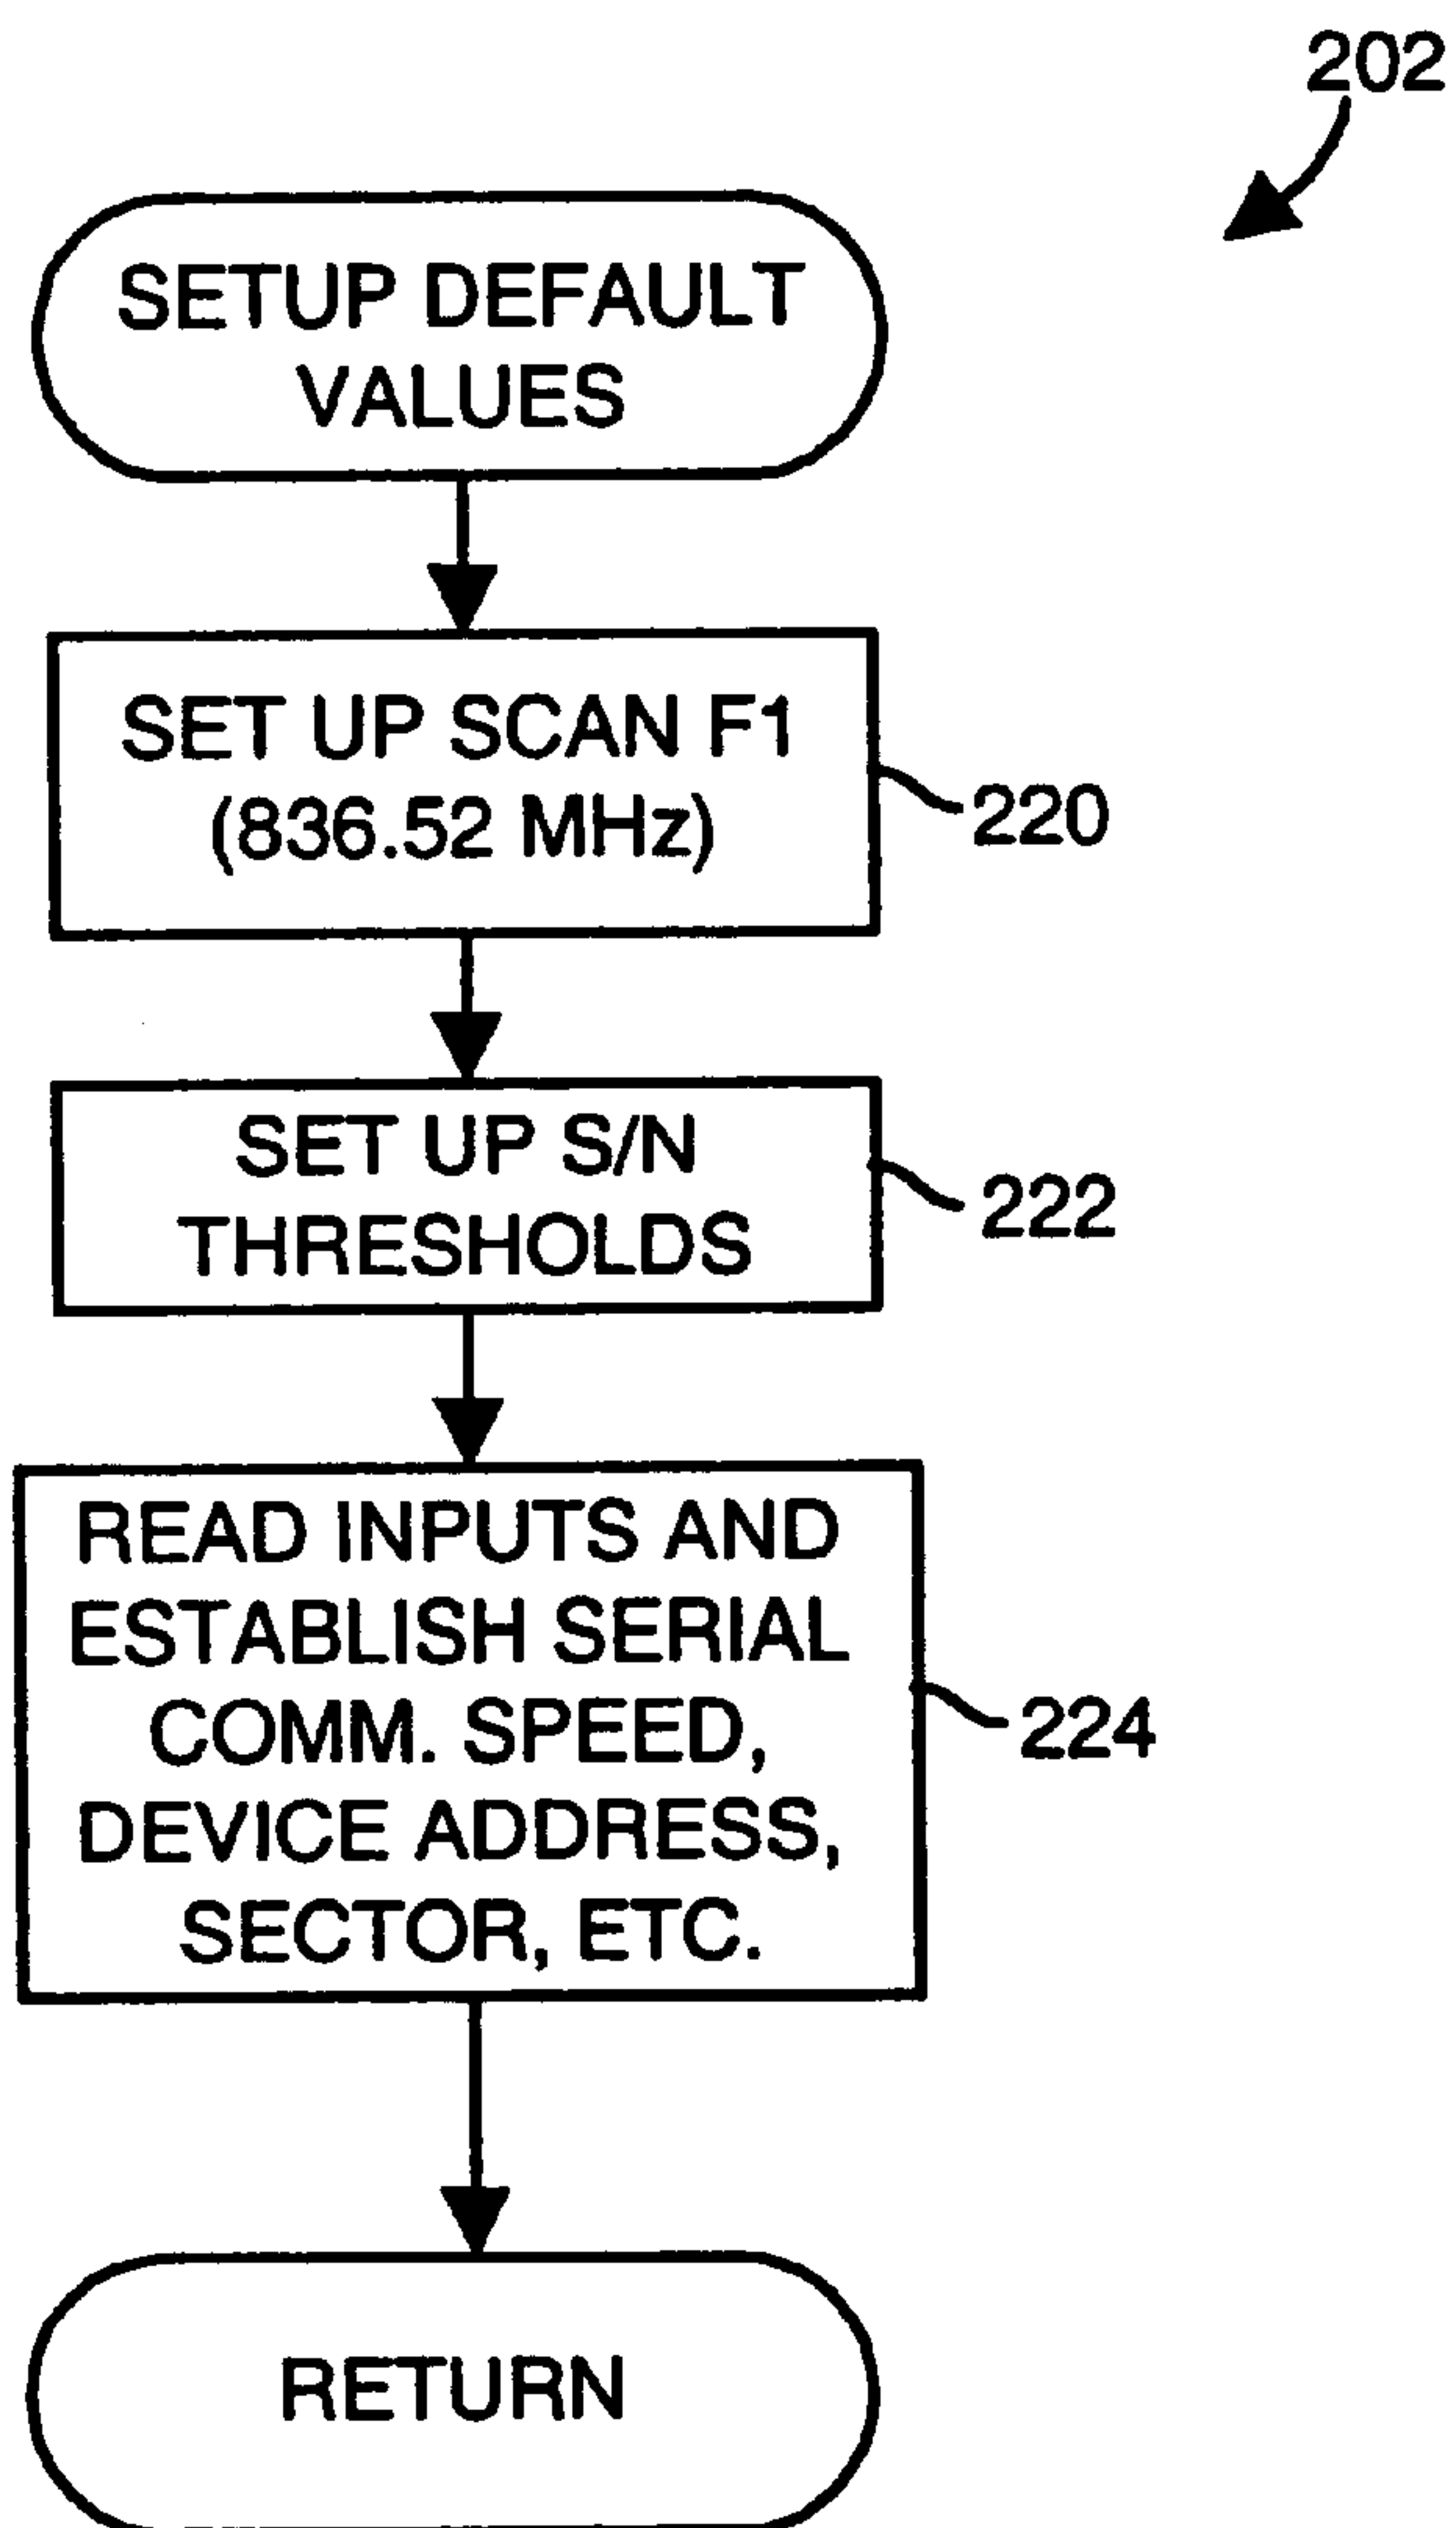 202
SETUP DEFAULT
VALUES
SET UP SCAN F1
(836.52 MHz)
220
SET UP S/N
THRESHOLDS
222
READ INPUTS AND
ESTABLISH SERIAL
COMM. SPEED,
DEVICE ADDRESS,
SECTOR, ETC.
224
RETURN